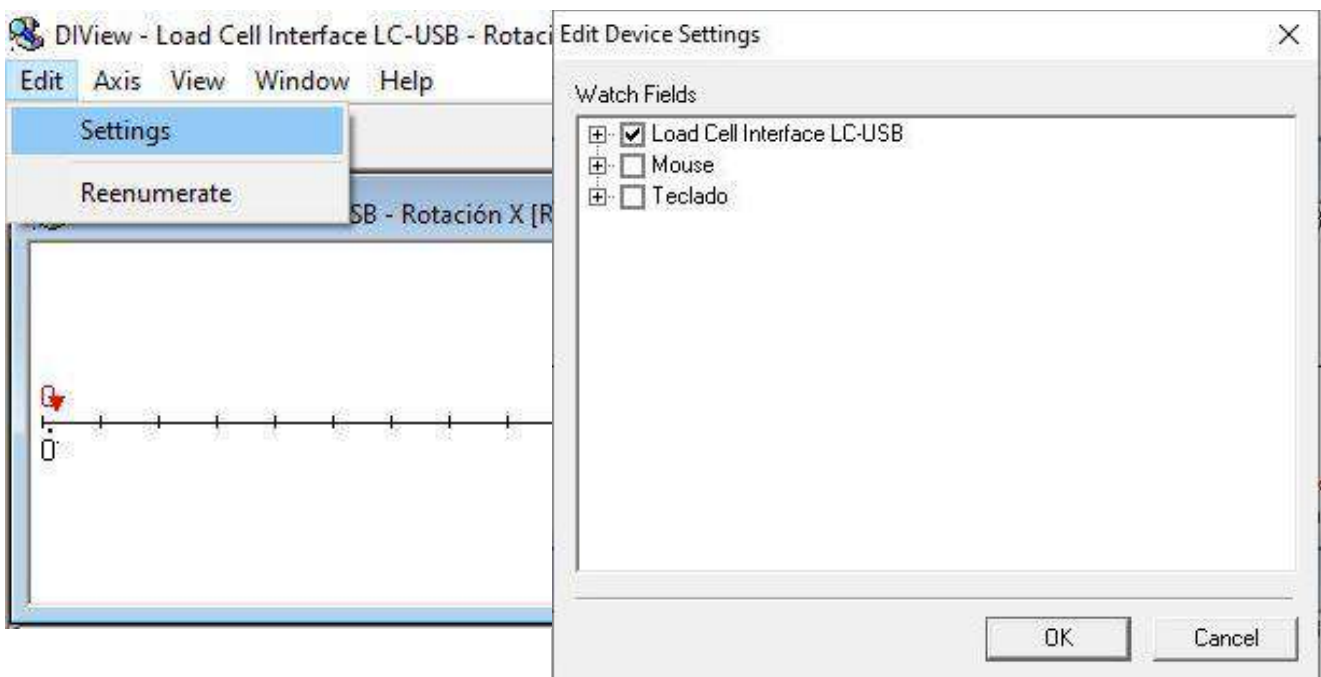 DIView - Load Cell Interface LC-USB - Rotaci
Edit Axis View Window Help
Settings
Reenumerate
SB - Rotación X [R
0
0
Edit Device Settings
Watch Fields
Load Cell Interface LC-USB
Mouse
Teclado
OK Cancel